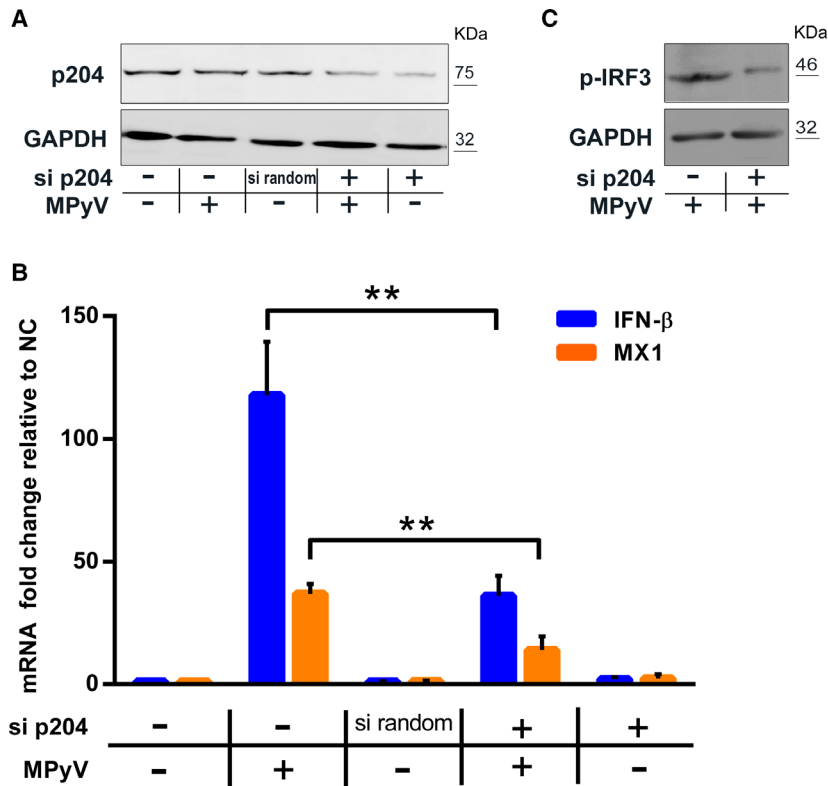 A
KDa
p204
75
GAPDH
32
si p204 - - si random + +
MPyV - + - + -
C
KDa
p-IRF3
46
GAPDH
32
si p204 - +
MPyV + +
B
mRNA fold change relative to NC
150
100
50
0
**
**
IFN-β
MX1
si p204 - - si random + +
MPyV - + - + -